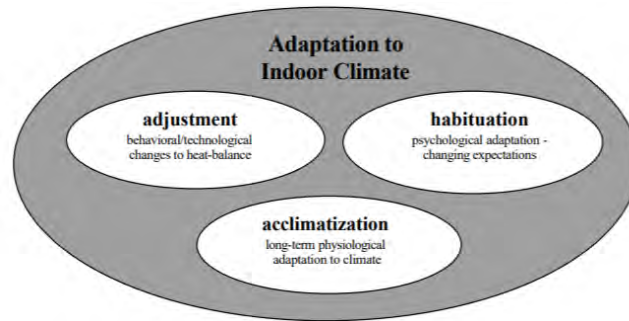 Adaptation to
Indoor Climate
adjustment
behavioral/technological
changes to heat-balance
habituation
psychological adaptation -
changing expectations
acclimatization
long-term physiological
adaptation to climate